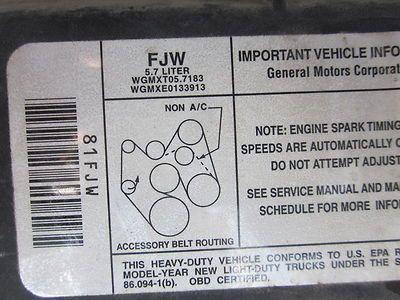 81FJW
FJW
5.7 LITER
WGMXT05.7183
WGMXE0133913
NON A/C
ACCESSORY BELT ROUTING
IMPORTANT VEHICLE INFO
General Motors Corporat
NOTE: ENGINE SPARK TIMING
SPEEDS ARE AUTOMATICALLY C
DO NOT ATTEMPT ADJUST
SEE SERVICE MANUAL AND MA
SCHEDULE FOR MORE INFOR
THIS HEAVY-DUTY VEHICLE CONFORMS TO U.S. EPA R
MODEL-YEAR NEW LIGHT-DUTY TRUCKS UNDER THE S
86.094-1(b). OBD CERTIFIED.